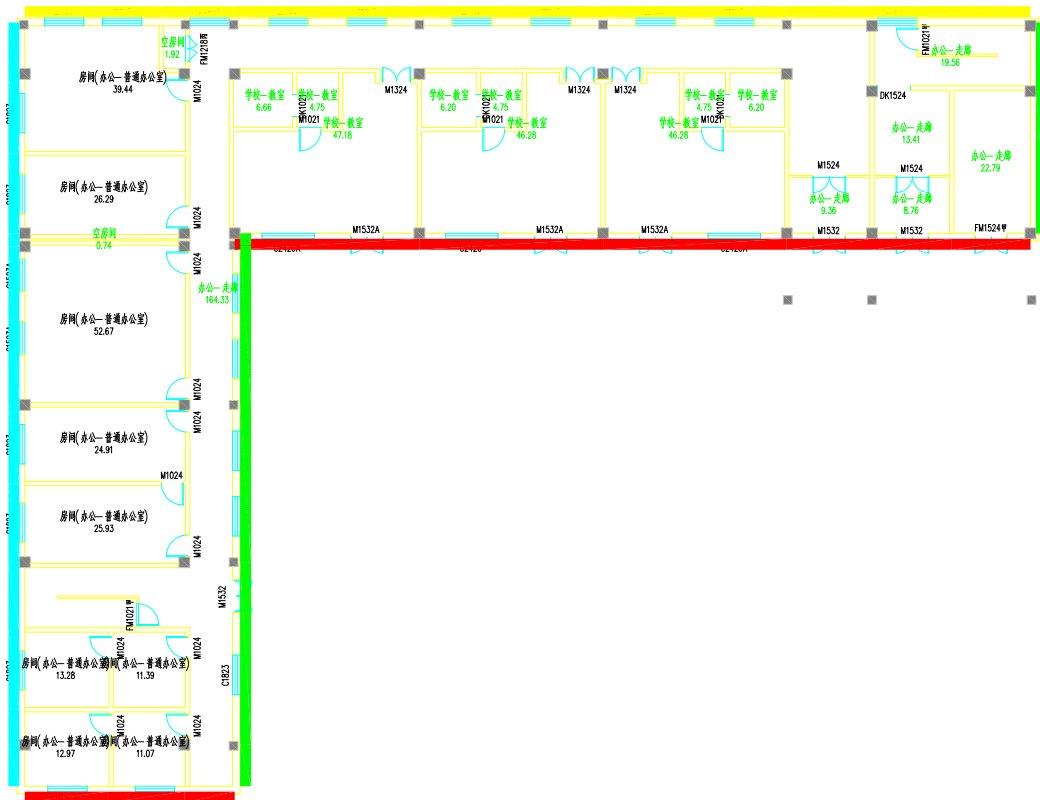 空房间
1.92
FM1218丙
FM1021甲
办公—走廊
19.56
房间(办公—普通办公室)
39.44
M1024
M1324
M1324
M1324
学校—教室
6.66
DK1021
学校—教室
4.75
M1021
学校—教室
47.18
学校—教室
6.20
DK1021
学校—教室
4.75
M1021
学校—教室
46.28
学校—教室
4.75
DK1021
学校—教室
6.20
M1021
学校—教室
46.28
DK1524
办公—走廊
13.41
办公—走廊
22.79
M1524
M1524
办公—走廊
9.36
办公—走廊
8.76
房间(办公—普通办公室)
26.29
M1024
空房间
0.74
M1532A
M1532A
M1532A
M1532
M1532
FM1524甲
M1024
办公—走廊
164.33
房间(办公—普通办公室)
52.67
M1024
M1024
房间(办公—普通办公室)
24.91
M1024
房间(办公—普通办公室)
25.93
M1024
M1532
FM1021甲
M1024
M1024
房间(办公—普通办公室)
13.28
房间(办公—普通办公室)
11.39
C1823
M1024
M1024
房间(办公—普通办公室)
12.97
房间(办公—普通办公室)
11.07